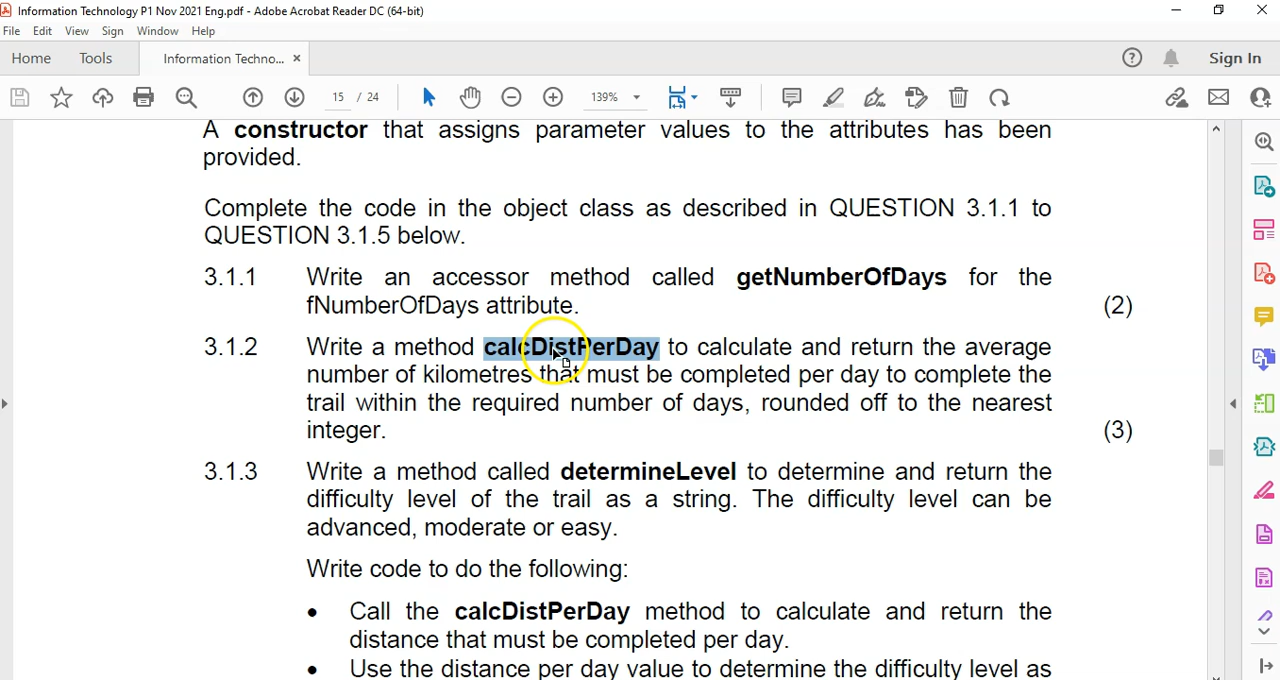 Information Technology P1 Nov 2021 Eng.pdf - Adobe Acrobat Reader DC (64-bit)
File Edit View Sign Window Help
Home Tools Information Techno... × Sign In
15 / 24 139%
A constructor that assigns parameter values to the attributes has been
provided.
Complete the code in the object class as described in QUESTION 3.1.1 to
QUESTION 3.1.5 below.
3.1.1 Write an accessor method called getNumberOfDays for the
fNumberOfDays attribute. (2)
3.1.2 Write a method calcDistPerDay to calculate and return the average
number of kilometres that must be completed per day to complete the
trail within the required number of days, rounded off to the nearest
integer. (3)
3.1.3 Write a method called determineLevel to determine and return the
difficulty level of the trail as a string. The difficulty level can be
advanced, moderate or easy.
Write code to do the following:
• Call the calcDistPerDay method to calculate and return the
distance that must be completed per day.
• Use the distance per day value to determine the difficulty level as